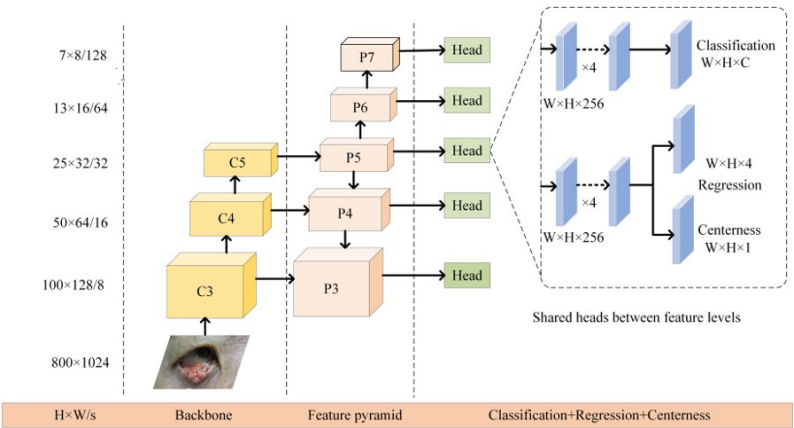 7×8/128
13×16/64
25×32/32
50×64/16
100×128/8
800×1024
H×W/s
C5
C4
C3
Backbone
P7
P6
P5
P4
P3
Feature pyramid
Head
Head
Head
Head
Head
×4
W×H×256
Classification
W×H×C
×4
W×H×256
W×H×4
Regression
Centerness
W×H×1
Shared heads between feature levels
Classification+Regression+Centerness